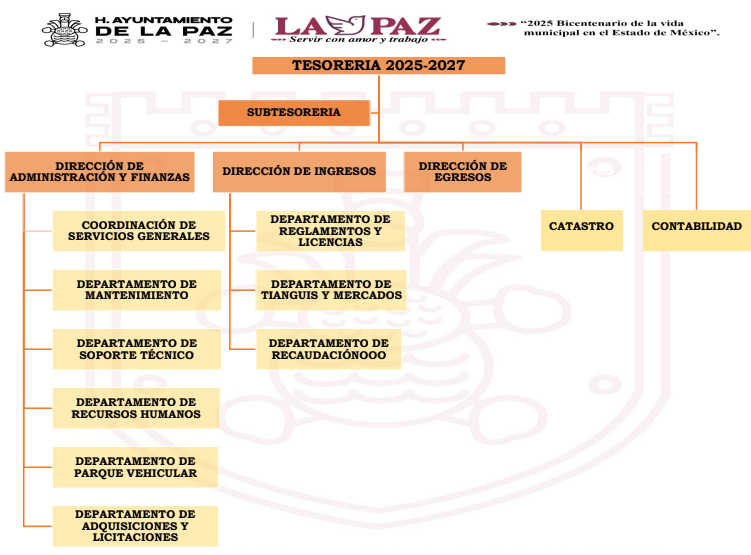 H. AYUNTAMIENTO
DE LA PAZ
2025 - 2027
LA PAZ
Servir con amor y trabajo
“2025 Bicentenario de la vida
municipal en el Estado de México”.
TESORERIA 2025-2027
SUBTESORERIA
DIRECCIÓN DE
ADMINISTRACIÓN Y FINANZAS
DIRECCIÓN DE INGRESOS
DIRECCIÓN DE
EGRESOS
CATASTRO
CONTABILIDAD
COORDINACIÓN DE
SERVICIOS GENERALES
DEPARTAMENTO DE
MANTENIMIENTO
DEPARTAMENTO DE
SOPORTE TÉCNICO
DEPARTAMENTO DE
RECURSOS HUMANOS
DEPARTAMENTO DE
PARQUE VEHICULAR
DEPARTAMENTO DE
ADQUISICIONES Y
LICITACIONES
DEPARTAMENTO DE
REGLAMENTOS Y
LICENCIAS
DEPARTAMENTO DE
TIANGUIS Y MERCADOS
DEPARTAMENTO DE
RECAUDACIÓNOOO